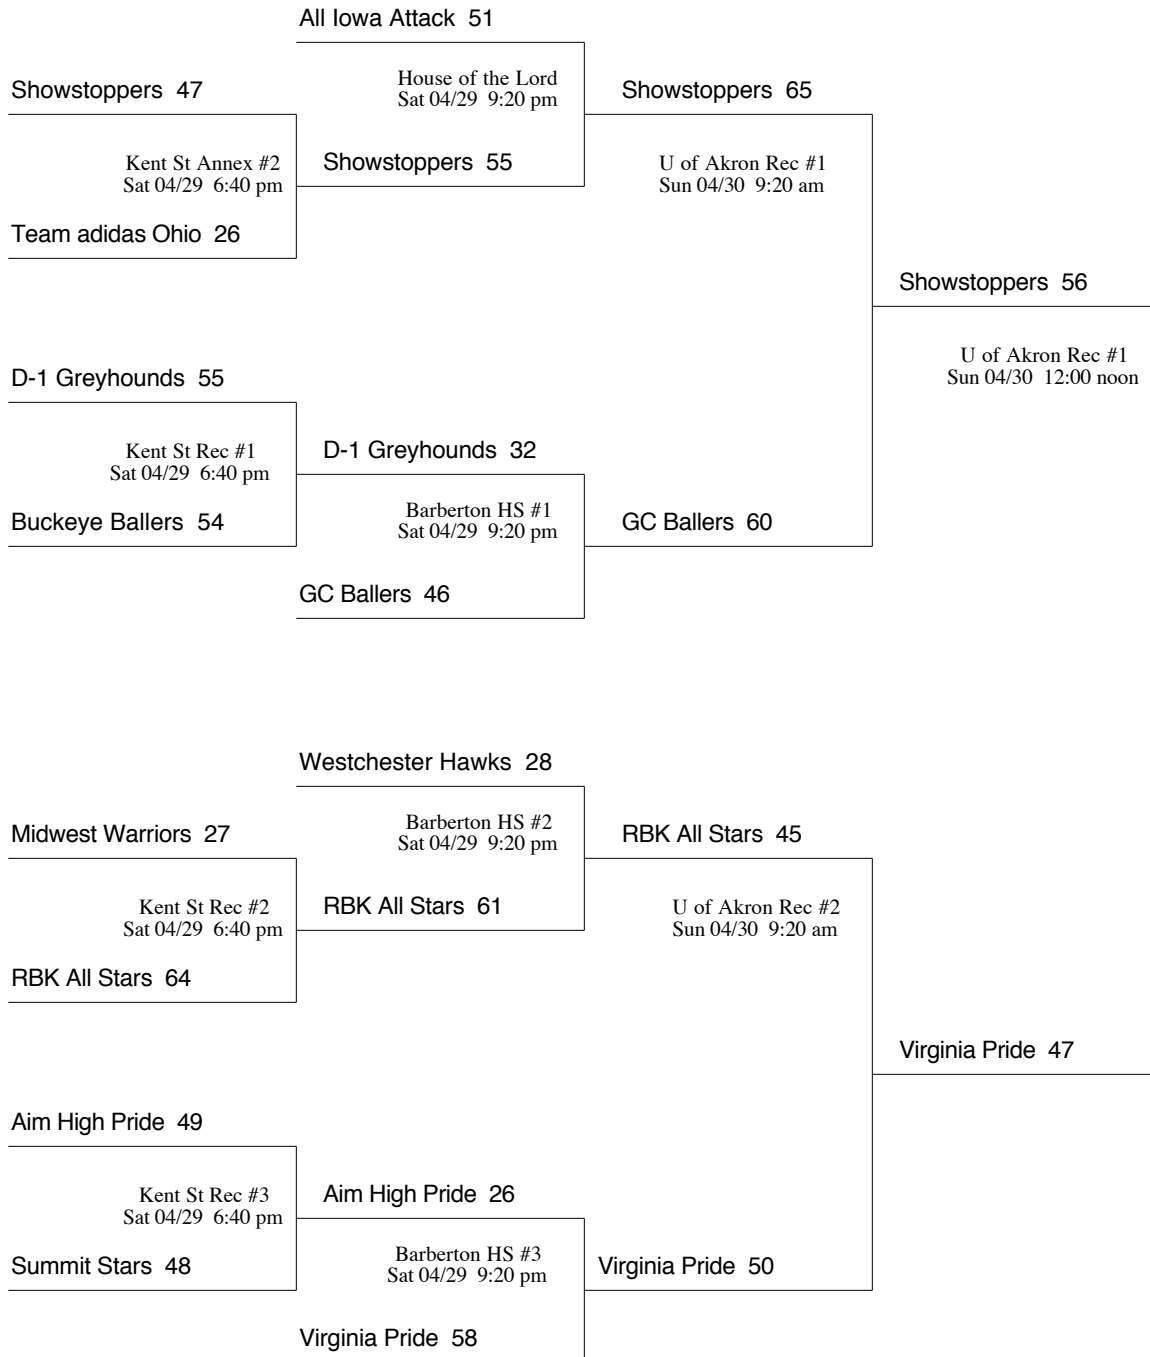 All Iowa Attack 51
House of the Lord
Sat 04/29 9:20 pm
Showstoppers 47
Showstoppers 65
Kent St Annex #2
Sat 04/29 6:40 pm
Showstoppers 55
U of Akron Rec #1
Sun 04/30 9:20 am
Team adidas Ohio 26
Showstoppers 56
U of Akron Rec #1
Sun 04/30 12:00 noon
D-1 Greyhounds 55
Kent St Rec #1
Sat 04/29 6:40 pm
D-1 Greyhounds 32
Buckeye Ballers 54
Barberton HS #1
Sat 04/29 9:20 pm
GC Ballers 60
GC Ballers 46
Westchester Hawks 28
Midwest Warriors 27
Barberton HS #2
Sat 04/29 9:20 pm
RBK All Stars 45
Kent St Rec #2
Sat 04/29 6:40 pm
RBK All Stars 61
U of Akron Rec #2
Sun 04/30 9:20 am
RBK All Stars 64
Virginia Pride 47
Aim High Pride 49
Kent St Rec #3
Sat 04/29 6:40 pm
Aim High Pride 26
Summit Stars 48
Barberton HS #3
Sat 04/29 9:20 pm
Virginia Pride 50
Virginia Pride 58